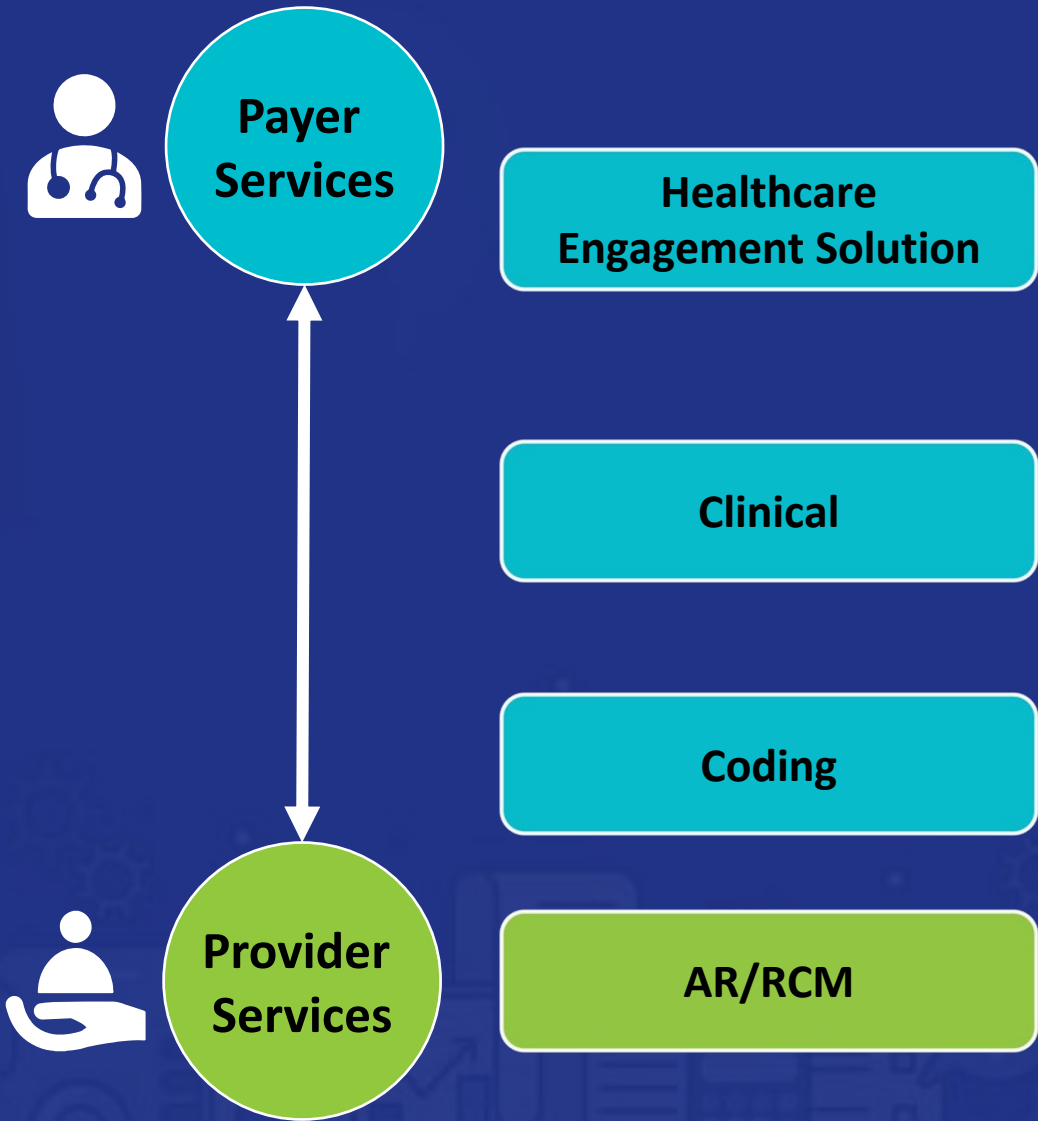 Payer
Services
Healthcare
Engagement Solution
Clinical
Coding
Provider
Services
AR/RCM